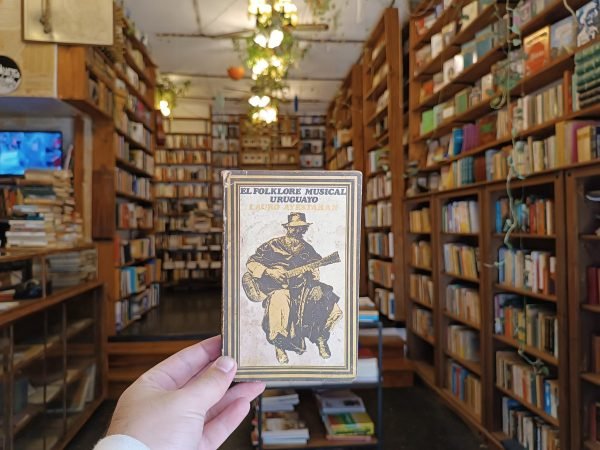 EL FOLKLORE MUSICAL
URUGUAYO
LAURO AYESTARAN